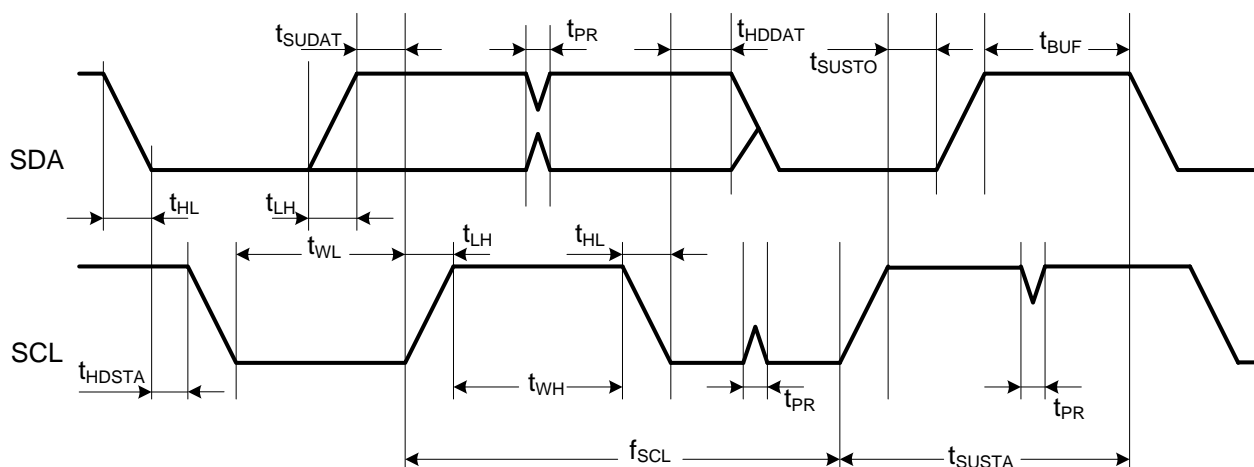 tSUDAT
tPR
tHDDAT
tSUSTO
tBUF
SDA
tHL
tLH
tWL
tLH
tHL
SCL
tHDSTA
tWH
tPR
tPR
fSCL
tSUSTA